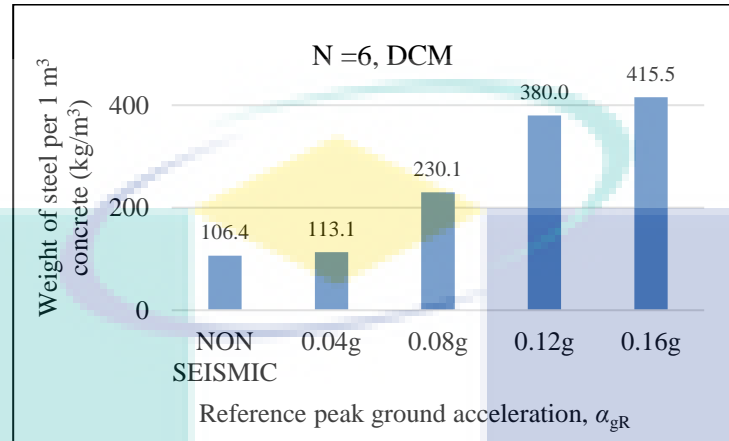 N =6, DCM
Weight of steel per 1 m³
concrete (kg/m³)
400
200
0
106.4
113.1
230.1
380.0
415.5
NON
SEISMIC
0.04g
0.08g
0.12g
0.16g
Reference peak ground acceleration, αgR